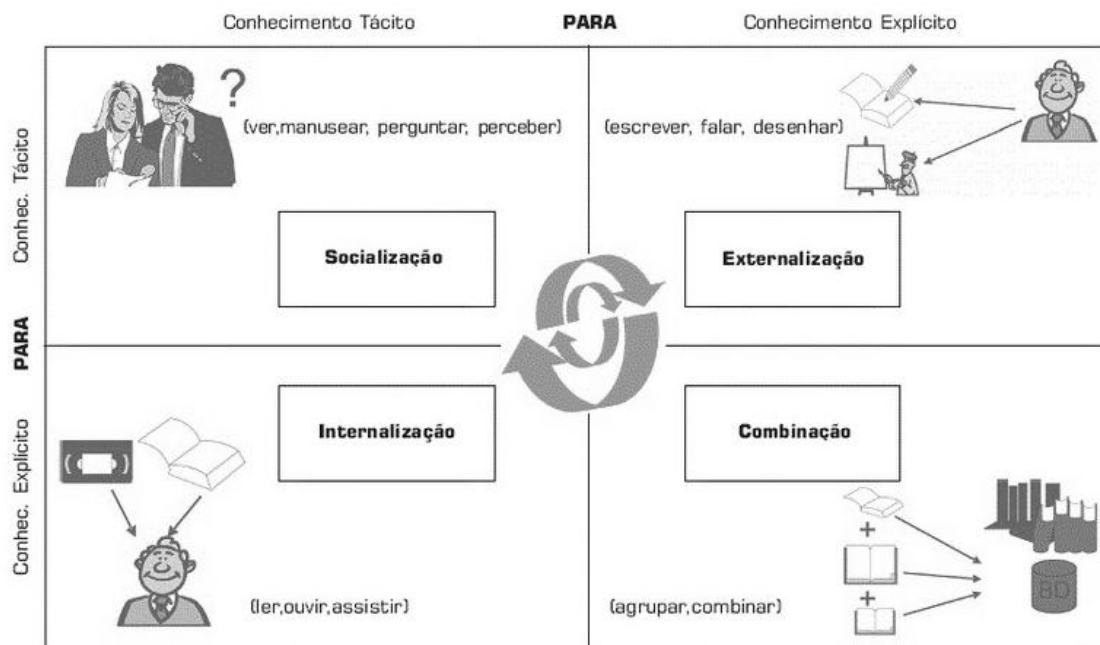 Conhecimento Tácito PARA Conhecimento Explícito
Conhec. Tácito
PARA
Conhec. Explícito
?
(ver,manusear, perguntar, perceber)
(escrever, falar, desenhar)
Socialização
Externalização
Internalização
Combinação
(ler,ouvir,assistir)
+
+
(agrupar,combinar)
BD